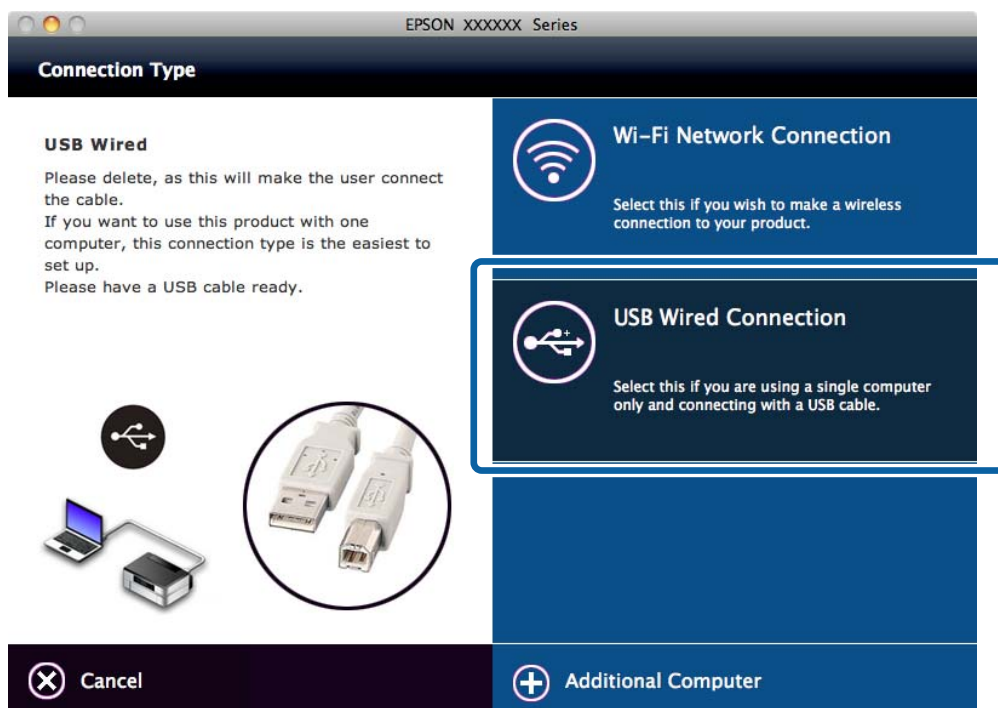 EPSON XXXXXX Series
Connection Type
USB Wired
Please delete, as this will make the user connect
the cable.
If you want to use this product with one
computer, this connection type is the easiest to
set up.
Please have a USB cable ready.
Wi-Fi Network Connection
Select this if you wish to make a wireless
connection to your product.
USB Wired Connection
Select this if you are using a single computer
only and connecting with a USB cable.
Cancel
Additional Computer